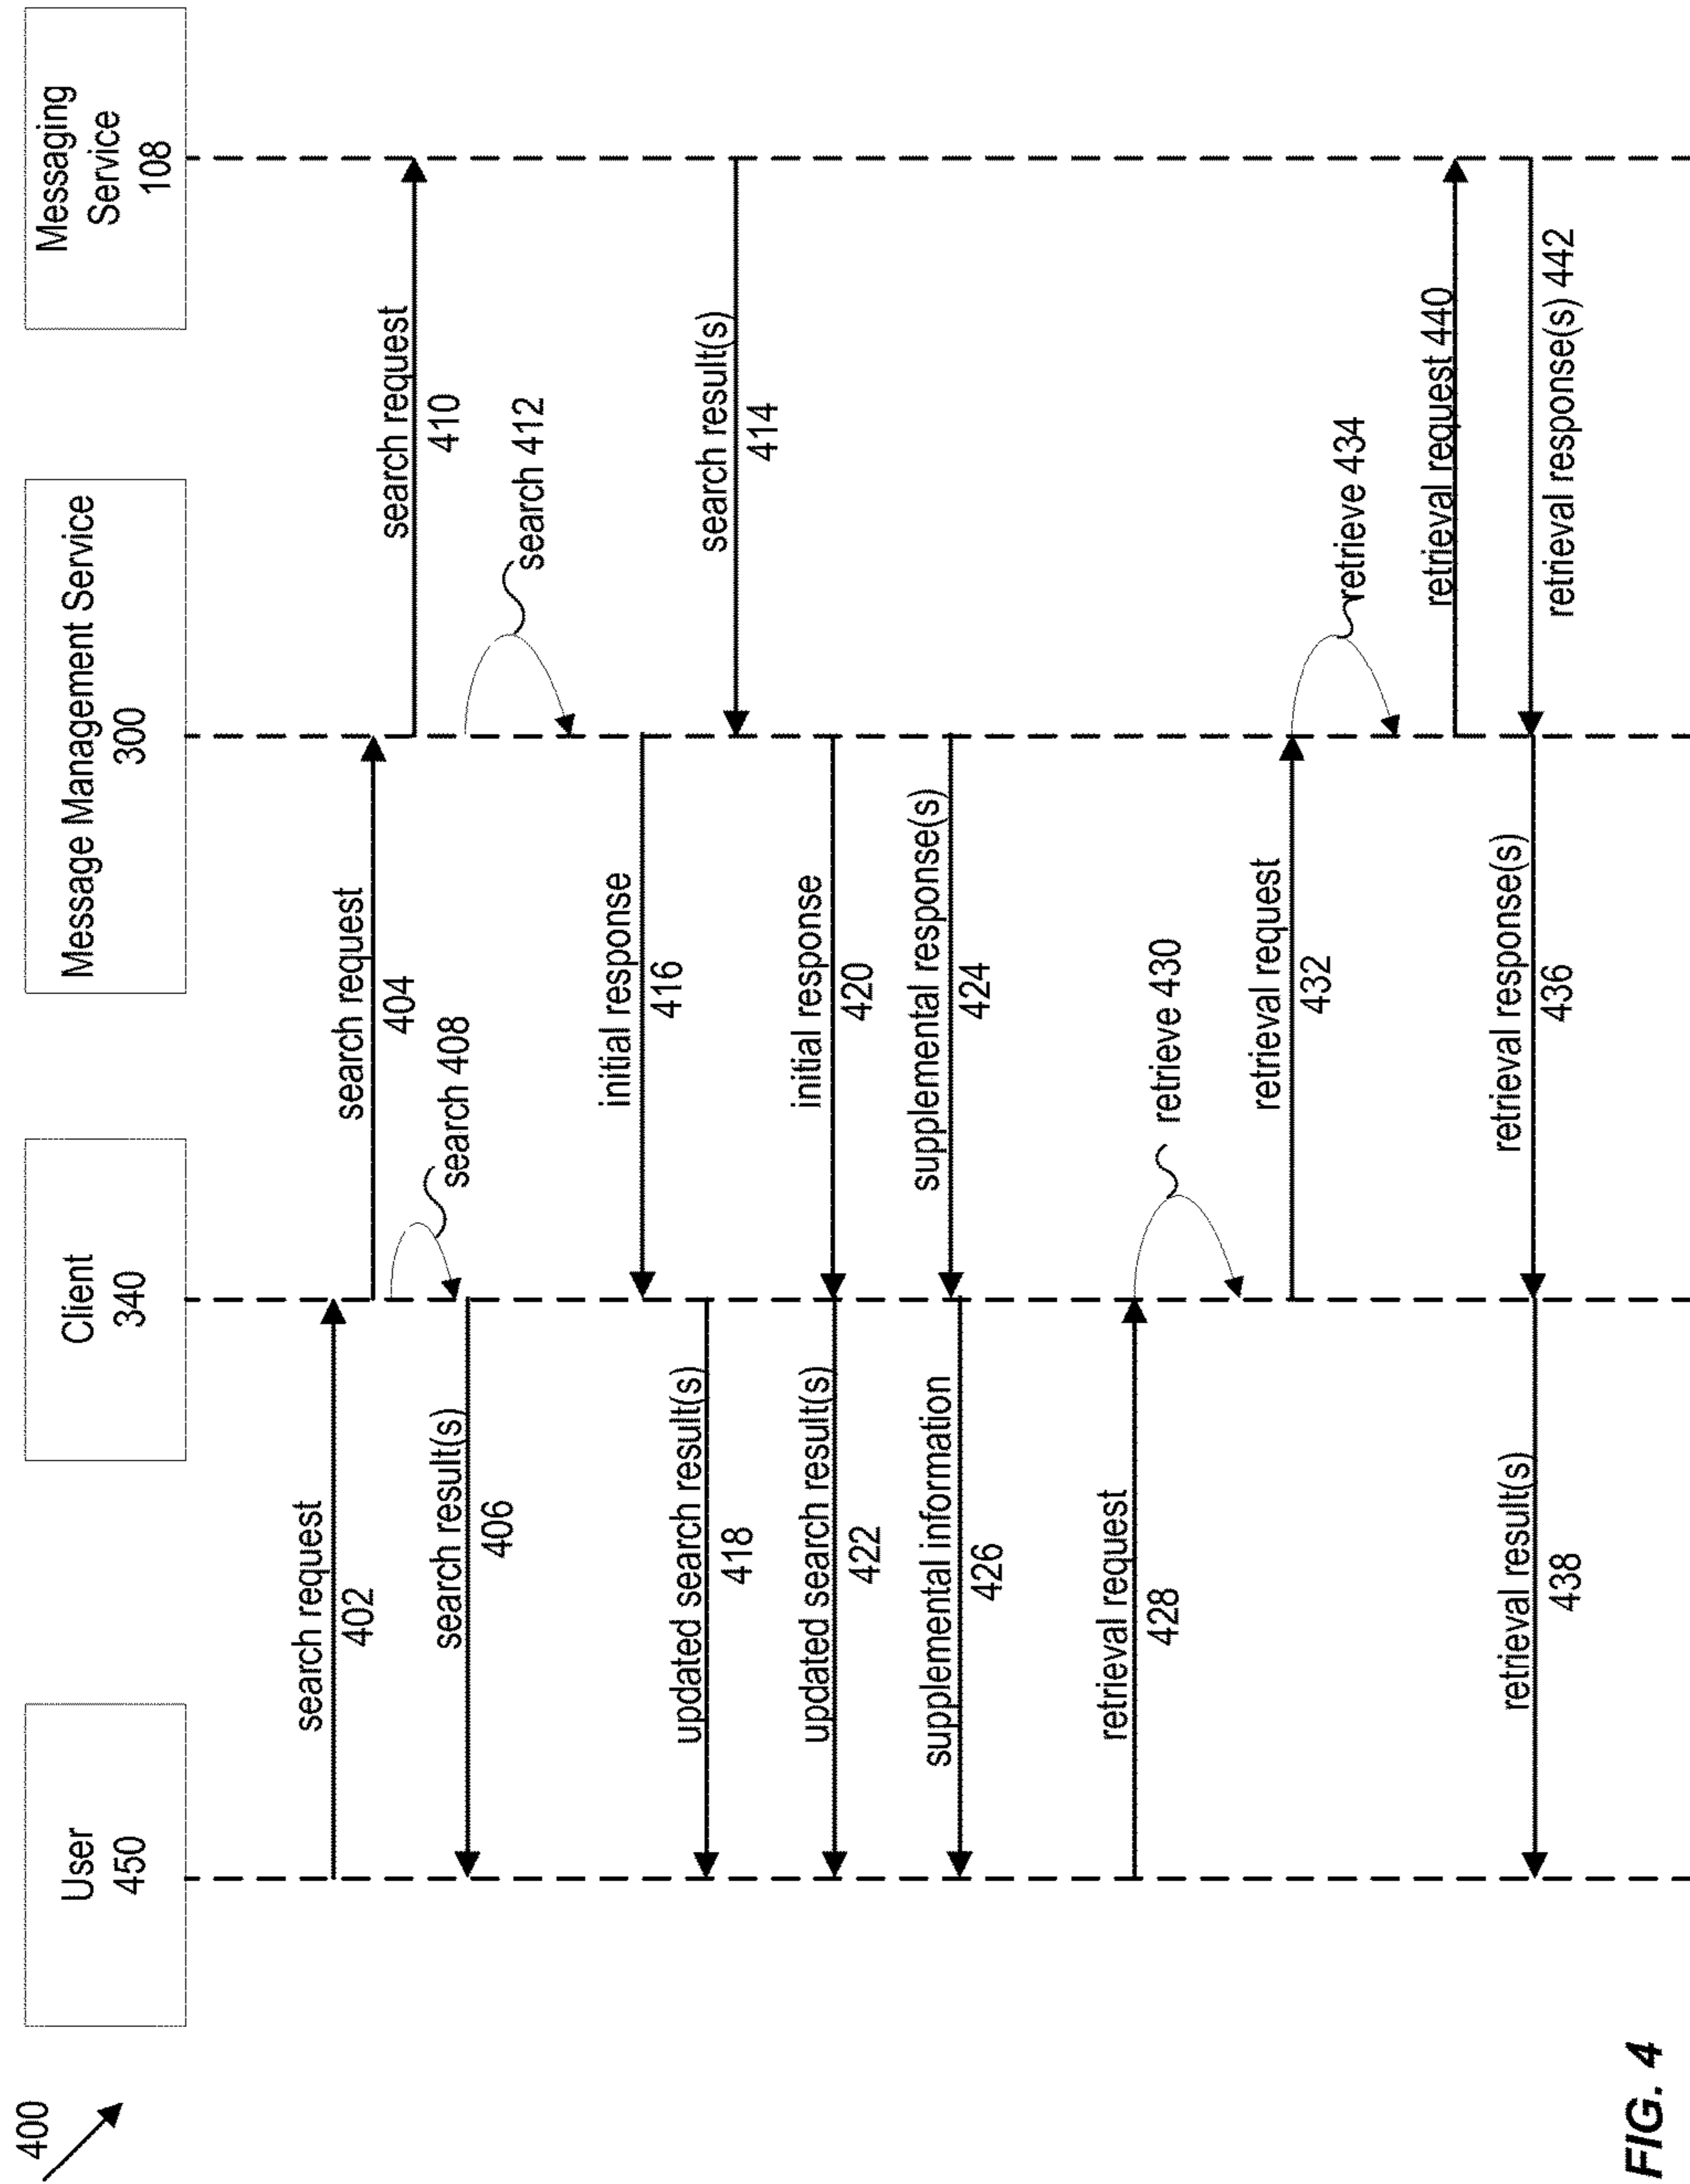 400
User
450
Client
340
Message Management Service
300
Messaging
Service
108
search request
402
search request
404
search request
410
search 408
search result(s)
406
search 412
initial response
416
updated search result(s)
418
search result(s)
414
initial response
420
updated search result(s)
422
supplemental response(s)
424
supplemental information
426
retrieval request
428
retrieve 430
retrieval request
432
retrieve 434
retrieval request 440
retrieval response(s) 442
retrieval response(s)
436
retrieval result(s)
438
FIG. 4